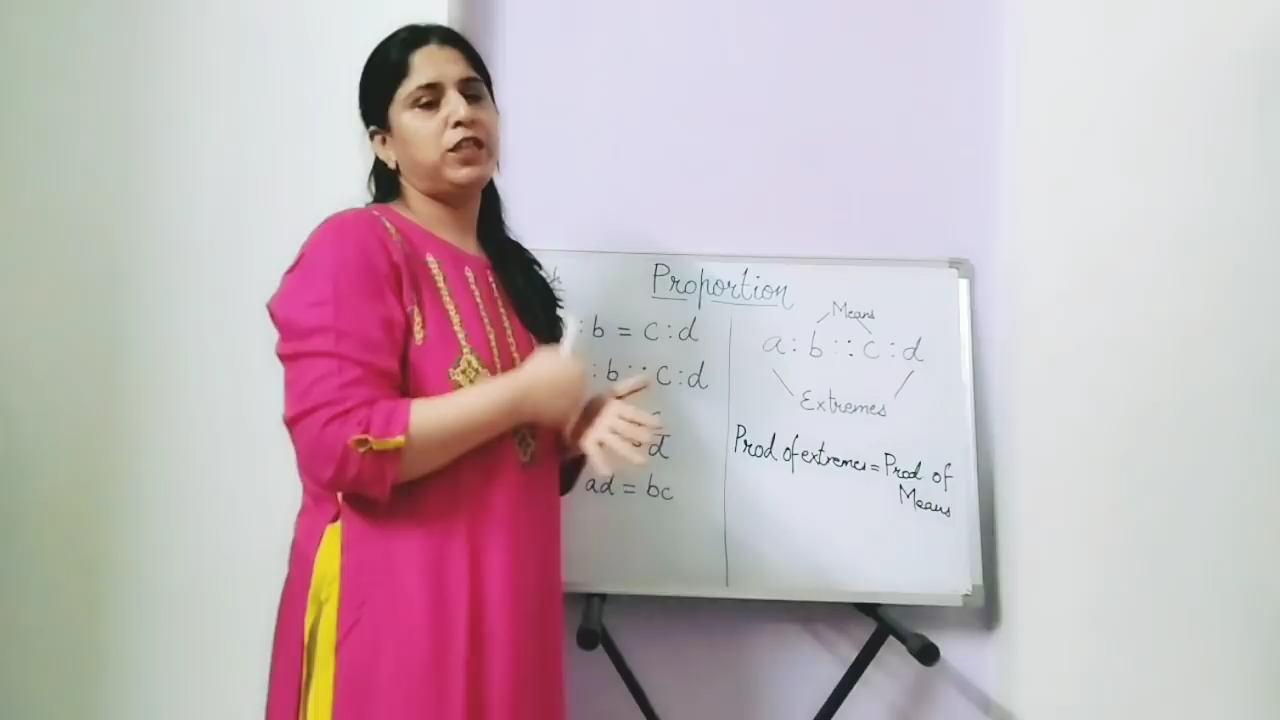 Proportion
: b = c : d
: b :: c : d
d
ad = bc
Means
a : b :: c : d
Extremes
Prod of extremes = Prod of
Means